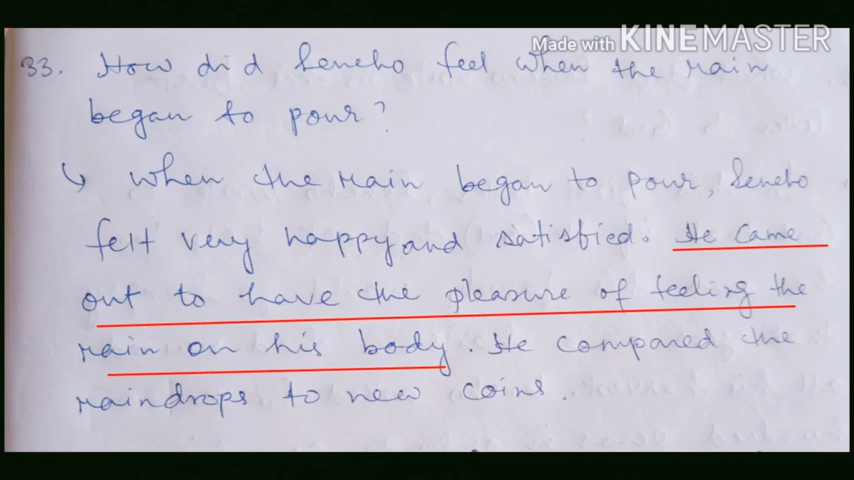 Made with KINEMASTER
33. How did Lencho feel when the rain
began to pour?
↳ When the rain began to pour, Lencho
felt very happy and satisfied. He came
out to have the pleasure of feeling the
rain on his body. He compared the
raindrops to new coins.